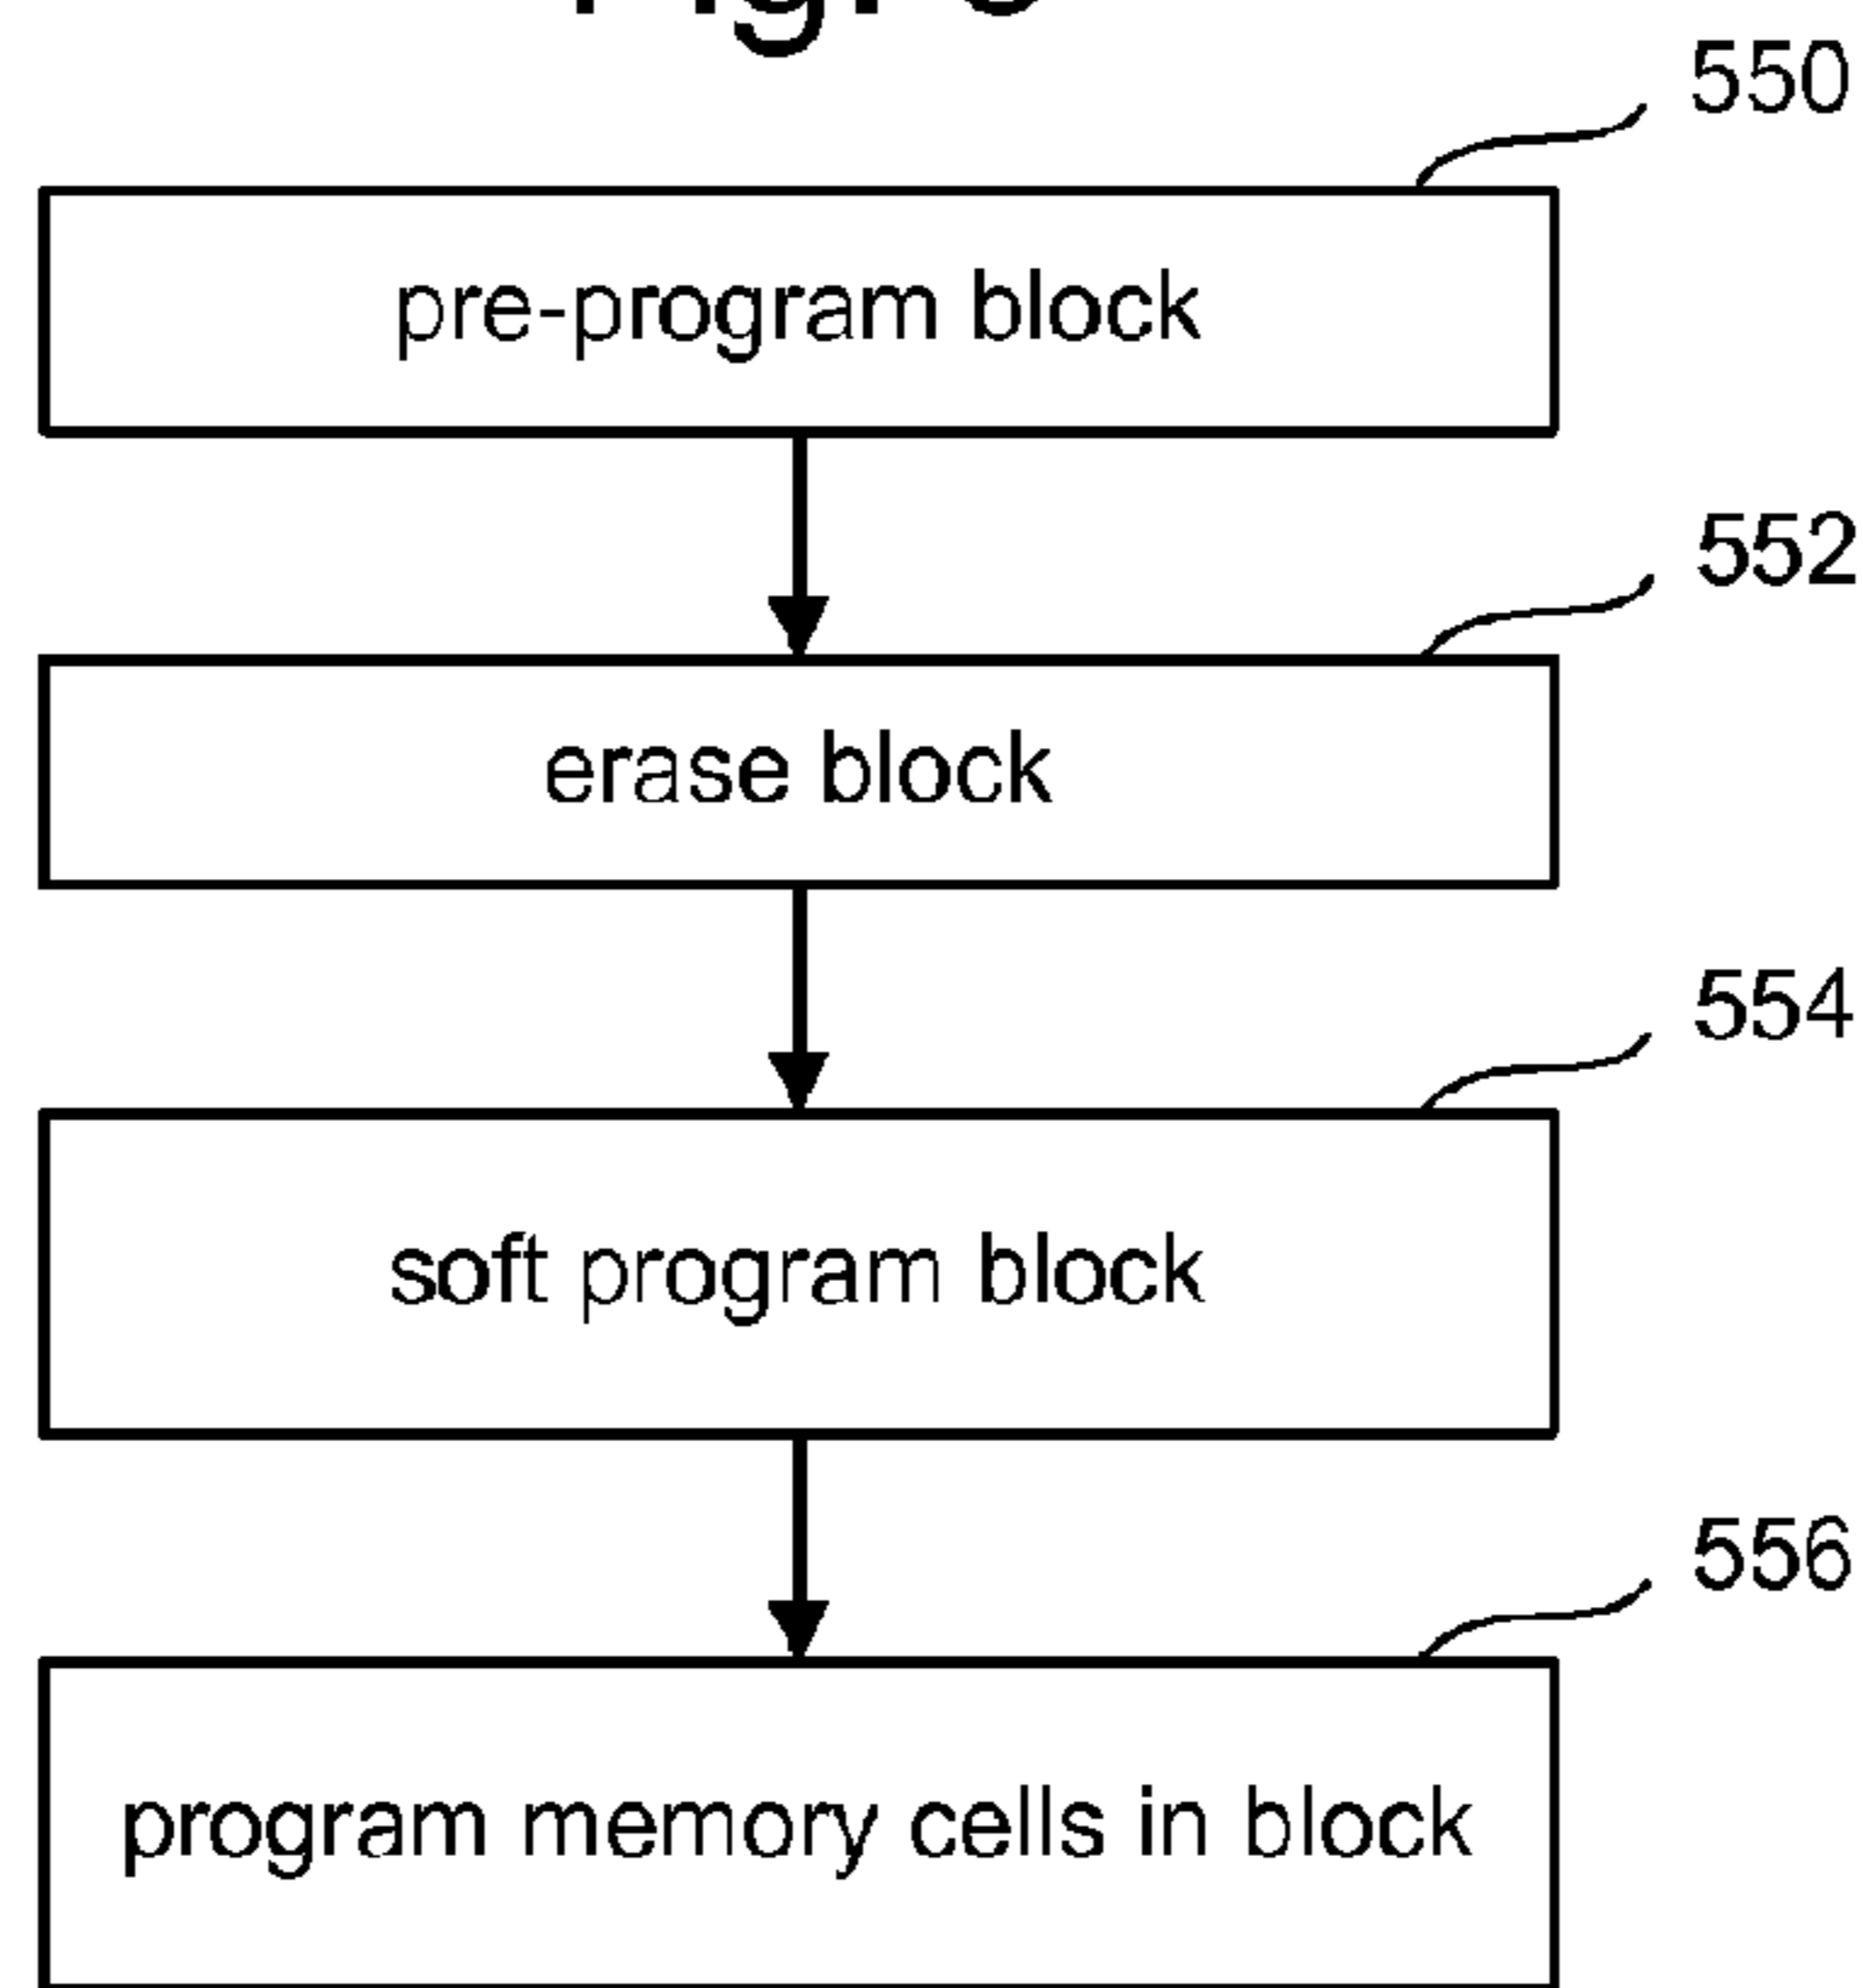 550
pre-program block
552
erase block
554
soft program block
556
program memory cells in block